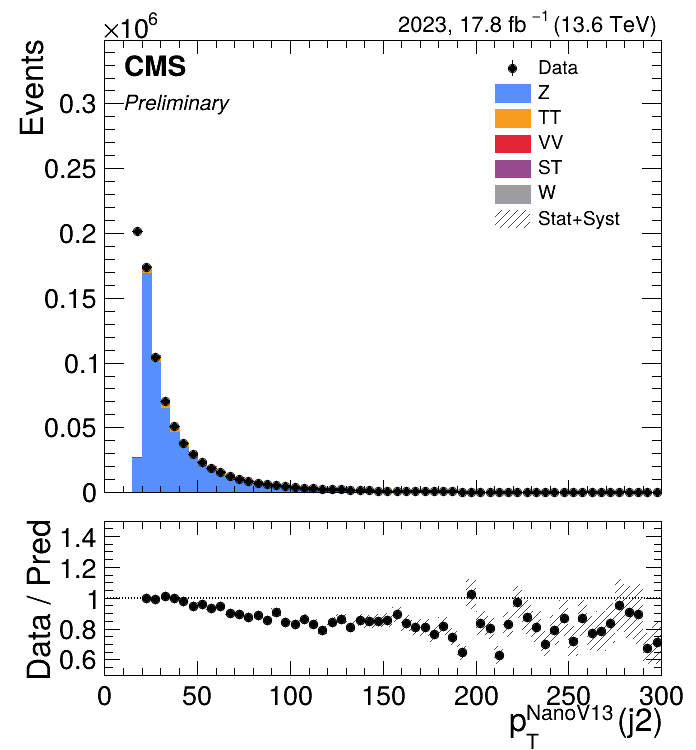 ×10⁶
2023, 17.8 fb⁻¹ (13.6 TeV)
CMS
Preliminary
Events
Data
Z
TT
VV
ST
W
Stat+Syst
0.3
0.25
0.2
0.15
0.1
0.05
0
Data / Pred
1.4
1.2
1
0.8
0.6
0 50 100 150 200 250 300
p_T^NanoV13 (j2)